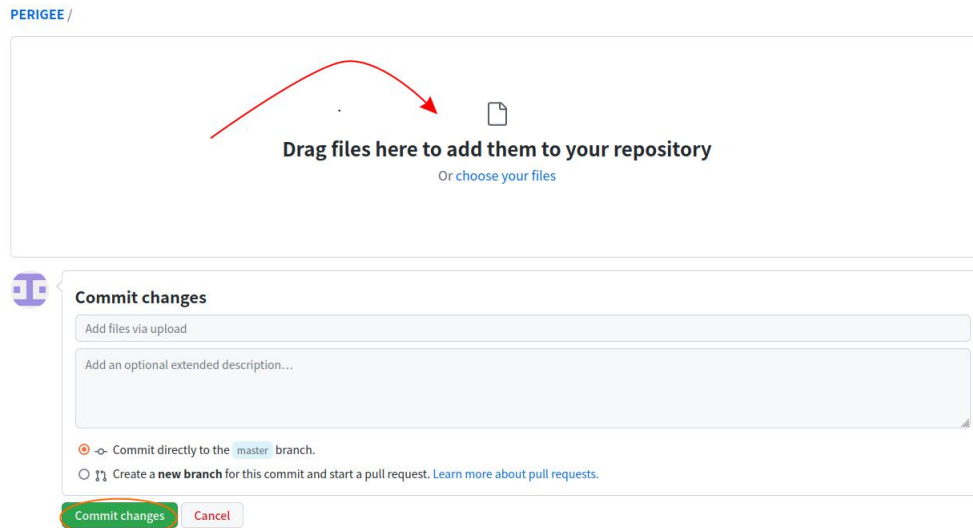 PERIGEE /
Drag files here to add them to your repository
Or choose your files
Commit changes
Add files via upload
Add an optional extended description…
Commit directly to the master branch.
Create a new branch for this commit and start a pull request. Learn more about pull requests.
Commit changes Cancel